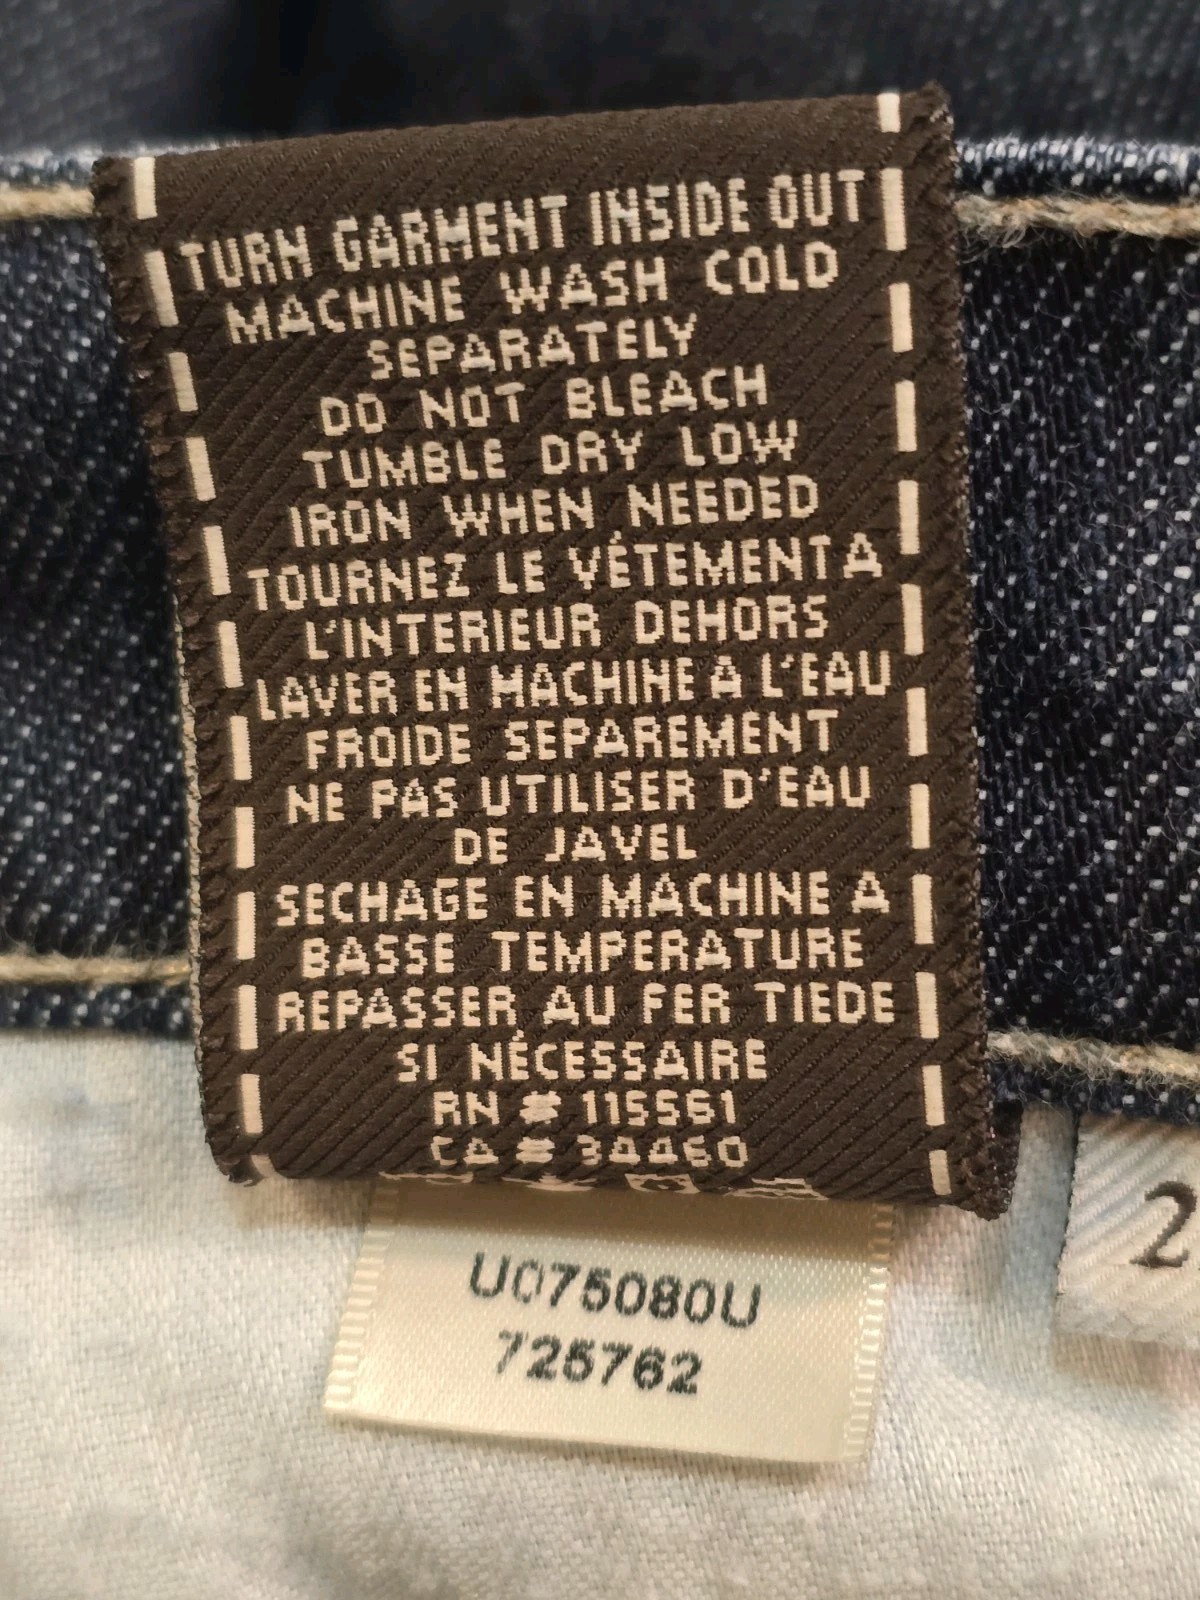 TURN GARMENT INSIDE OUT
MACHINE WASH COLD
SEPARATELY
DO NOT BLEACH
TUMBLE DRY LOW
IRON WHEN NEEDED
TOURNEZ LE VÉTEMENT A
L'INTERIEUR DEHORS
LAVER EN MACHINE A L'EAU
FROIDE SEPAREMENT
NE PAS UTILISER D'EAU
DE JAVEL
SECHAGE EN MACHINE A
BASSE TEMPERATURE
REPASSER AU FER TIEDE
SI NÉCESSAIRE
RN # 115561
CA # 34460
U075080U
725762
2